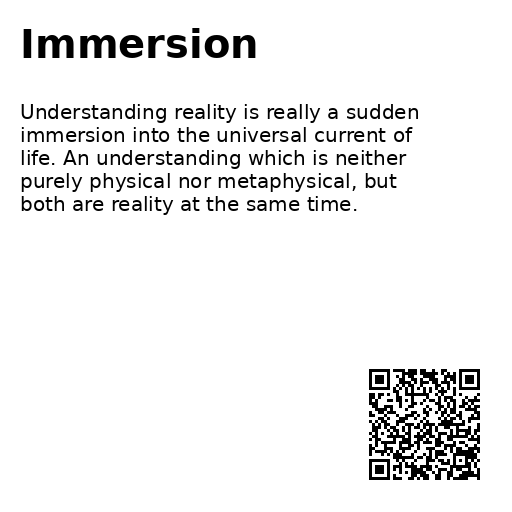 Immersion
Understanding reality is really a sudden
immersion into the universal current of
life. An understanding which is neither
purely physical nor metaphysical, but
both are reality at the same time.